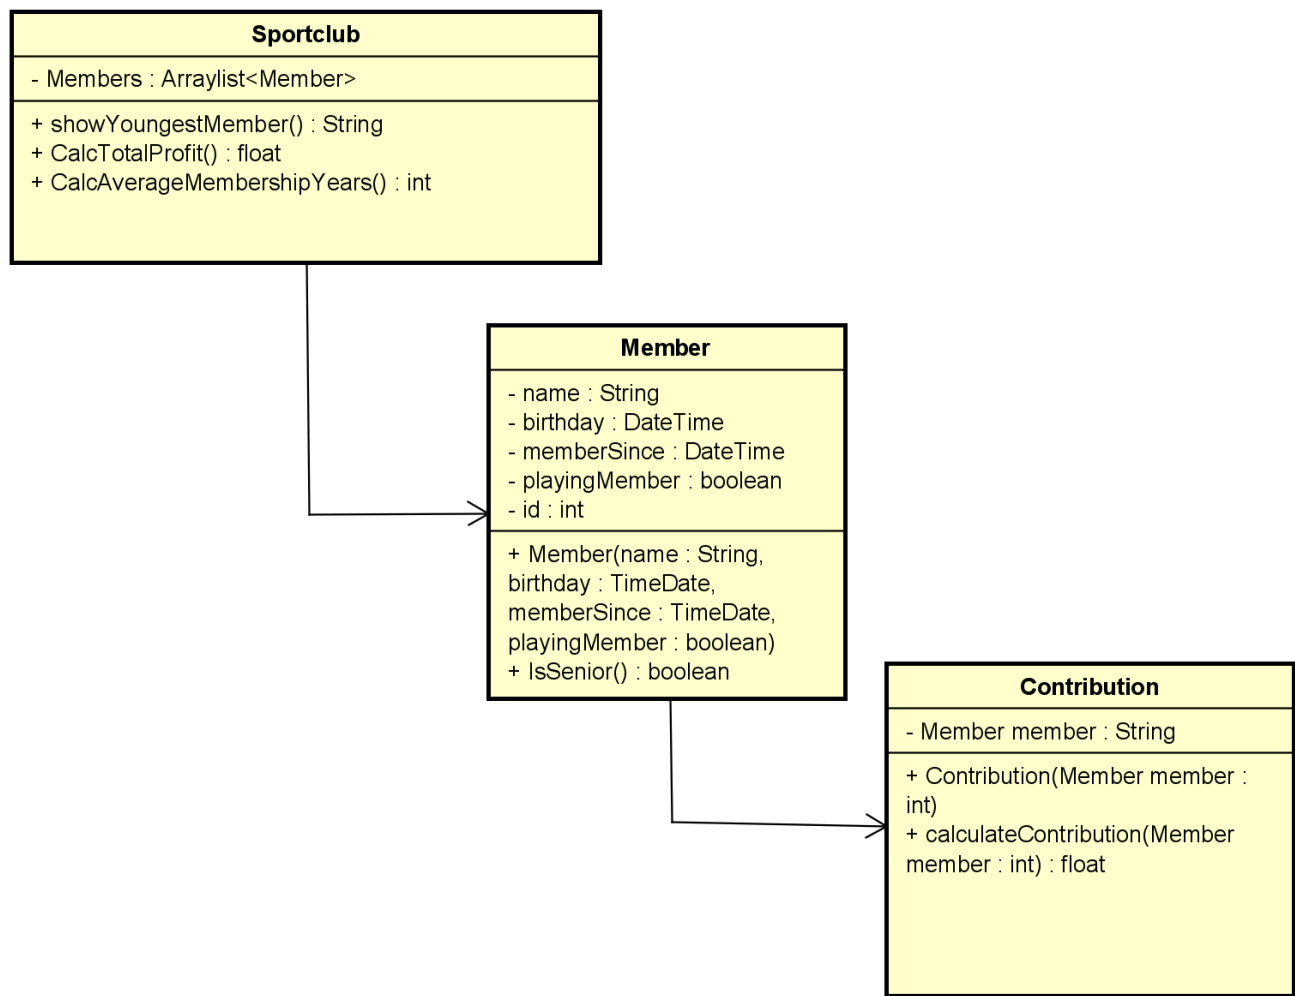 Sportclub
- Members : Arraylist<Member>
+ showYoungestMember() : String
+ CalcTotalProfit() : float
+ CalcAverageMembershipYears() : int
Member
- name : String
- birthday : DateTime
- memberSince : DateTime
- playingMember : boolean
- id : int
+ Member(name : String,
birthday : TimeDate,
memberSince : TimeDate,
playingMember : boolean)
+ IsSenior() : boolean
Contribution
- Member member : String
+ Contribution(Member member :
int)
+ calculateContribution(Member
member : int) : float